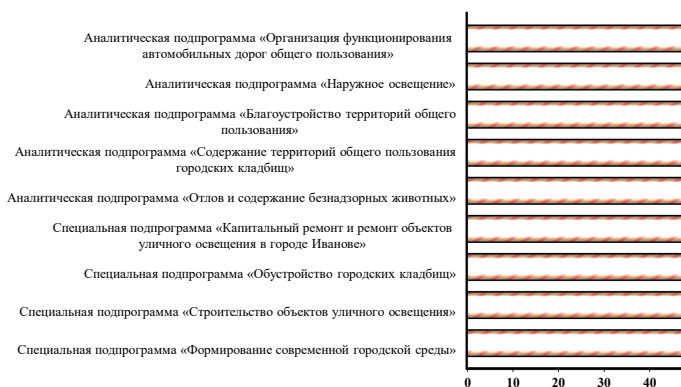 Аналитическая подпрограмма «Организация функционирования
автомобильных дорог общего пользования»
Аналитическая подпрограмма «Наружное освещение»
Аналитическая подпрограмма «Благоустройство территорий общего
пользования»
Аналитическая подпрограмма «Содержание территорий общего пользования
городских кладбищ»
Аналитическая подпрограмма «Отлов и содержание безнадзорных животных»
Специальная подпрограмма «Капитальный ремонт и ремонт объектов
уличного освещения в городе Иванове»
Специальная подпрограмма «Обустройство городских кладбищ»
Специальная подпрограмма «Строительство объектов уличного освещения»
Специальная подпрограмма «Формирование современной городской среды»
0 10 20 30 40